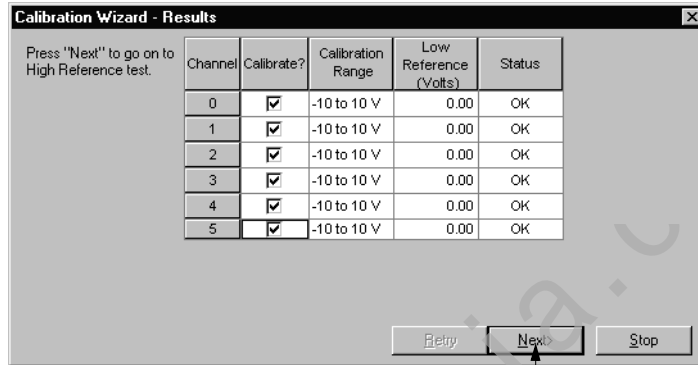 Calibration Wizard - Results
Press "Next" to go on to
High Reference test.
Channel Calibrate? Calibration Range Low Reference (Volts) Status
0 -10 to 10 V 0.00 OK
1 -10 to 10 V 0.00 OK
2 -10 to 10 V 0.00 OK
3 -10 to 10 V 0.00 OK
4 -10 to 10 V 0.00 OK
5 -10 to 10 V 0.00 OK
Retry Next> Stop